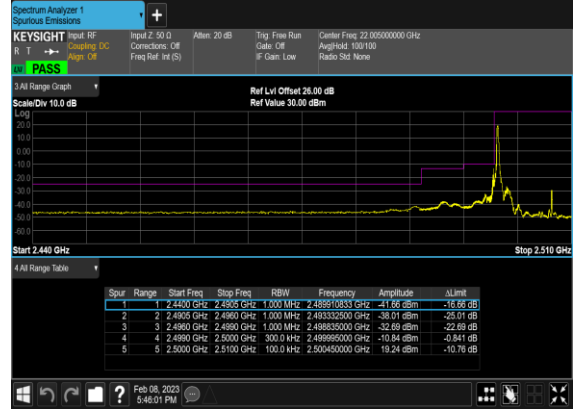 Spectrum Analyzer 1
Spurious Emissions
KEYSIGHT Input: RF Input Z: 50 Ω Atten: 20 dB Trig: Free Run Center Freq: 22.005000000 GHz
R T Coupling: DC Corrections: Off Gate: Off Avg|Hold: 100/100
Align: Off Freq Ref: Int (S) IF Gain: Low Radio Std: None
PASS
3 All Range Graph
Ref Lvl Offset 26.00 dB
Scale/Div 10.0 dB Ref Value 30.00 dBm
Log
20.0
10.0
0.00
-10.0
-20.0
-30.0
-40.0
-50.0
-60.0
Start 2.440 GHz Stop 2.510 GHz
4 All Range Table
Spur Range Start Freq Stop Freq RBW Frequency Amplitude ΔLimit
1 1 2.4400 GHz 2.4905 GHz 1.000 MHz 2.489910833 GHz -41.66 dBm -16.66 dB
2 2 2.4905 GHz 2.4960 GHz 1.000 MHz 2.493332500 GHz -38.01 dBm -25.01 dB
3 3 2.4960 GHz 2.4990 GHz 1.000 MHz 2.498835000 GHz -32.69 dBm -22.69 dB
4 4 2.4990 GHz 2.5000 GHz 300.0 kHz 2.499995000 GHz -10.84 dBm -0.841 dB
5 5 2.5000 GHz 2.5100 GHz 100.0 kHz 2.500450000 GHz 19.24 dBm -10.76 dB
? Feb 08, 2023
5:46:01 PM